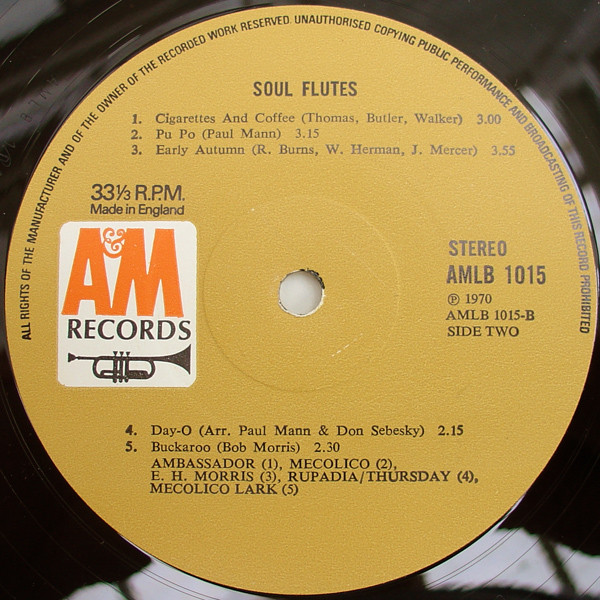 ALL RIGHTS OF THE MANUFACTURER AND OF THE OWNER OF THE RECORDED WORK RESERVED. UNAUTHORISED COPYING PUBLIC PERFORMANCE AND BROADCASTING OF THIS RECORD PROHIBITED
SOUL FLUTES
1. Cigarettes And Coffee (Thomas, Butler, Walker) 3.00
2. Pu Po (Paul Mann) 3.15
3. Early Autumn (R. Burns, W. Herman, J. Mercer) 3.55
33⅓ R.P.M.
Made in England
A&M
RECORDS
STEREO
AMLB 1015
℗ 1970
AMLB 1015-B
SIDE TWO
4. Day-O (Arr. Paul Mann & Don Sebesky) 2.15
5. Buckaroo (Bob Morris) 2.30
AMBASSADOR (1), MECOLICO (2),
E. H. MORRIS (3), RUPADIA/THURSDAY (4),
MECOLICO LARK (5)